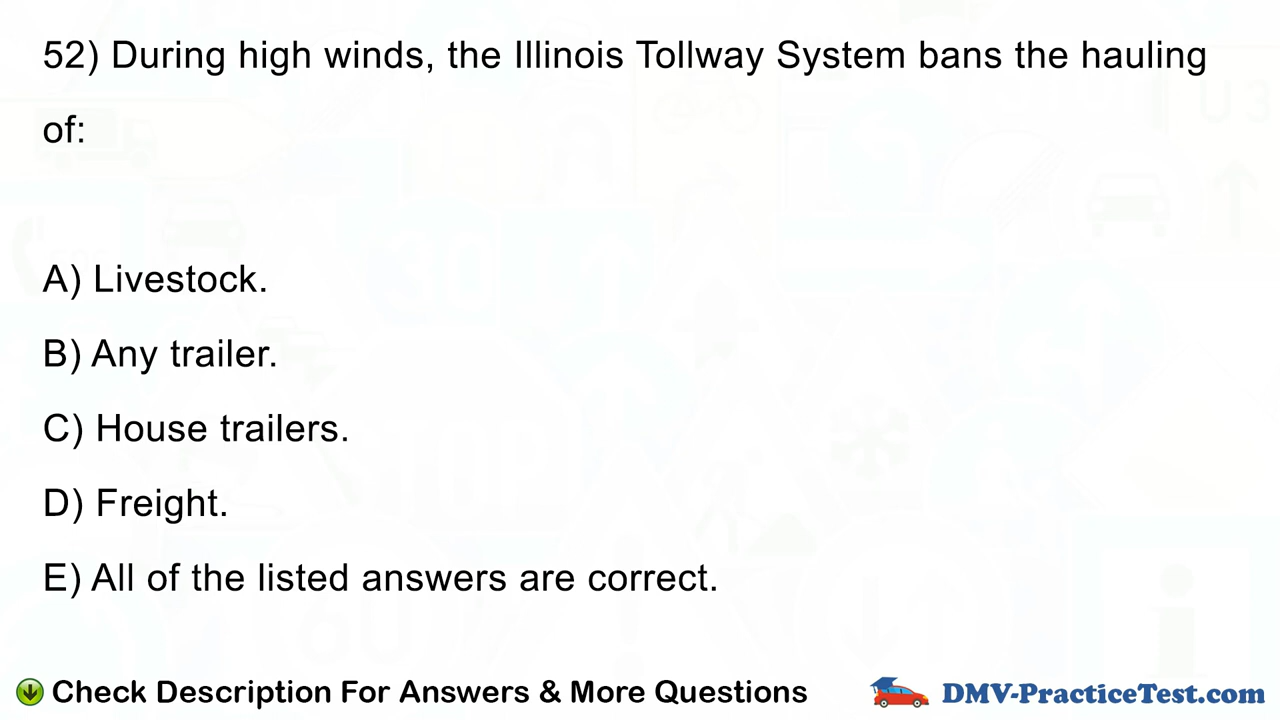 52) During high winds, the Illinois Tollway System bans the hauling
of:
A) Livestock.
B) Any trailer.
C) House trailers.
D) Freight.
E) All of the listed answers are correct.
Check Description For Answers & More Questions
DMV-PracticeTest.com